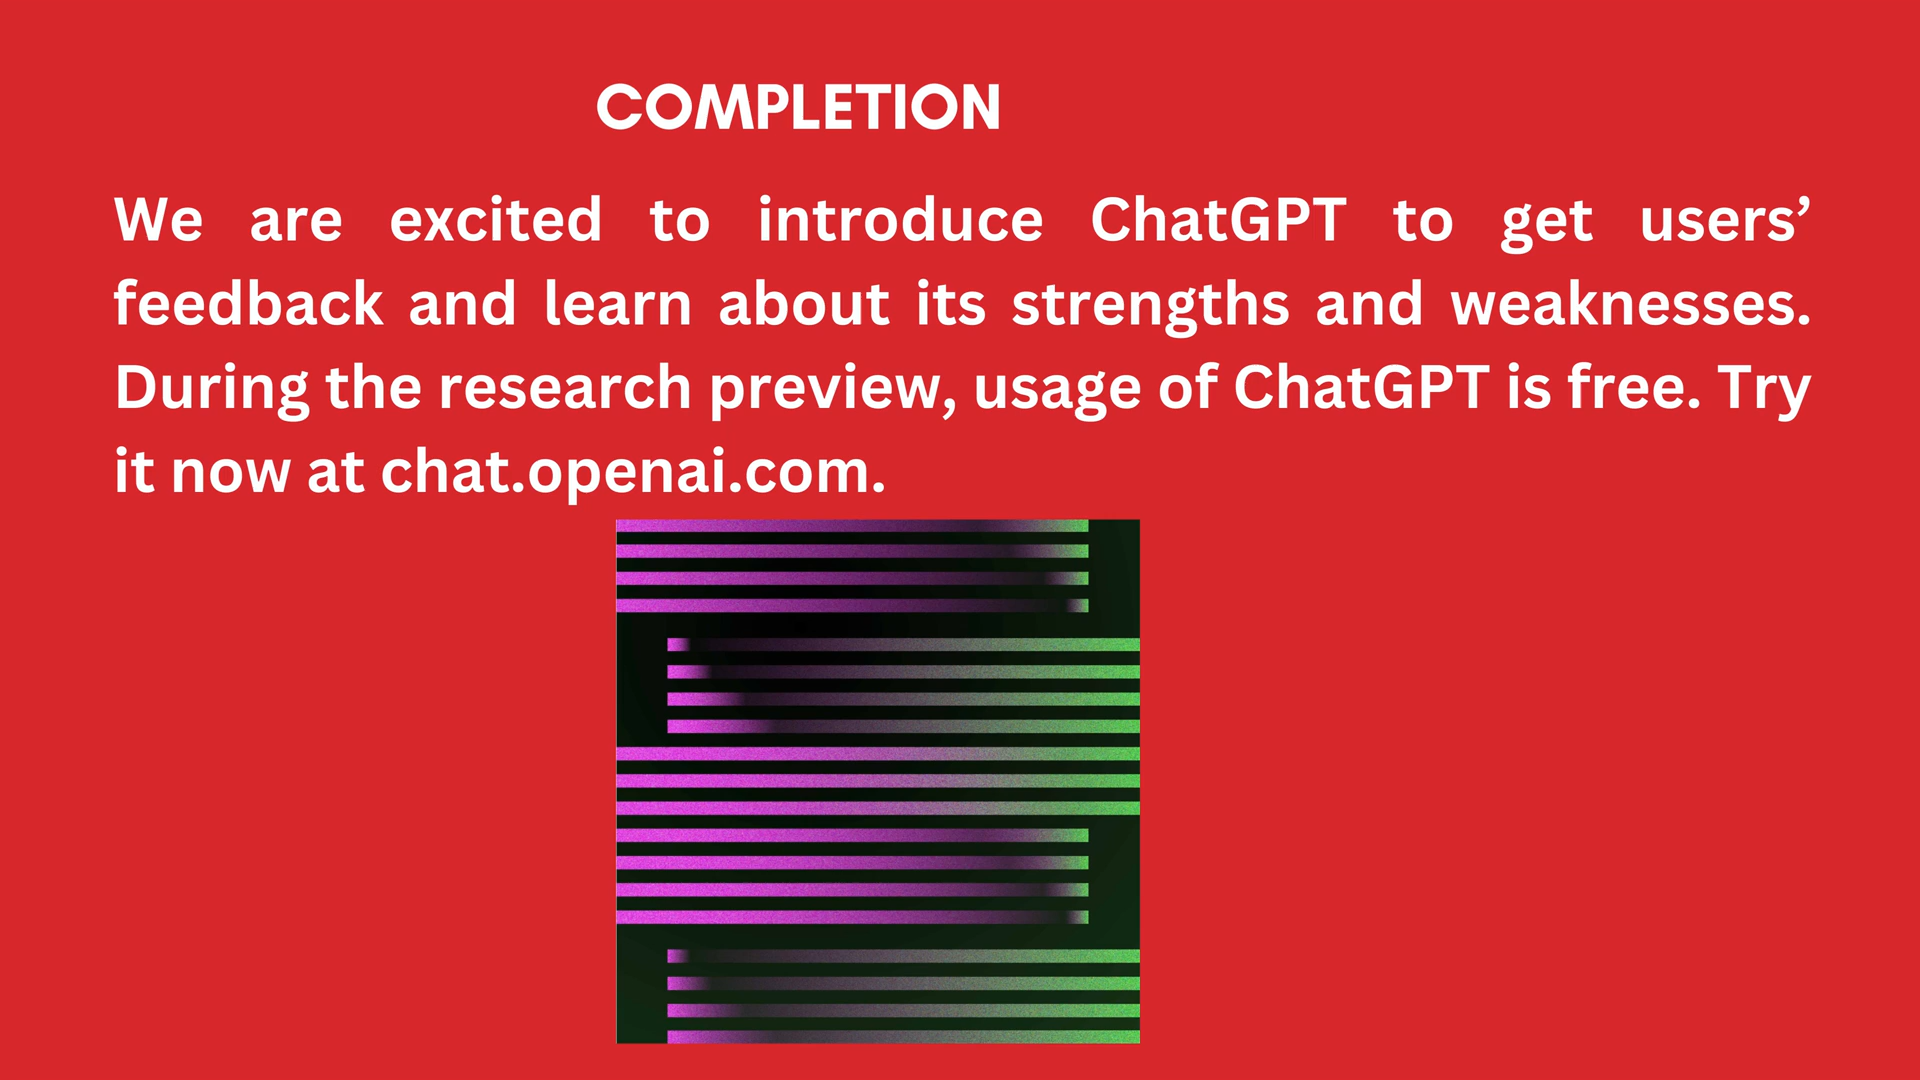 COMPLETION
We are excited to introduce ChatGPT to get users’
feedback and learn about its strengths and weaknesses.
During the research preview, usage of ChatGPT is free. Try
it now at chat.openai.com.